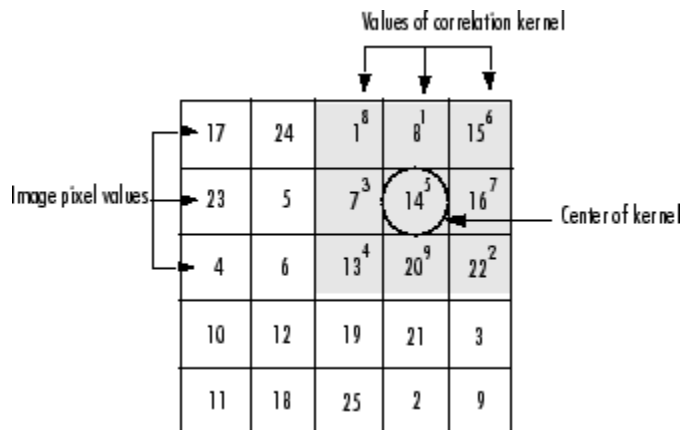 Values of correlation kernel
17 24 1 8 8 1 15 6
Image pixel values 23 5 7 3 14 5 16 7 Center of kernel
4 6 13 4 20 9 22 2
10 12 19 21 3
11 18 25 2 9